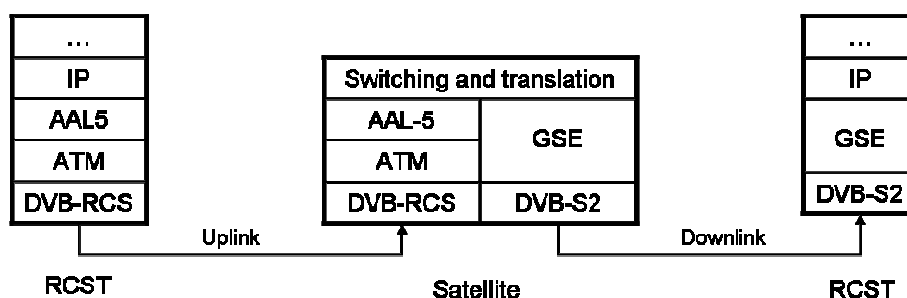 ...
IP
AAL5
ATM
DVB-RCS
RCST
Uplink
Switching and translation
AAL-5
ATM
DVB-RCS
GSE
DVB-S2
Satellite
Downlink
...
IP
GSE
DVB-S2
RCST